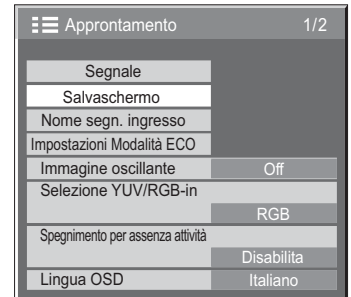 Approntamento 1/2
Segnale
Salvaschermo
Nome segn. ingresso
Impostazioni Modalità ECO
Immagine oscillante Off
Selezione YUV/RGB-in
RGB
Spegnimento per assenza attività
Disabilita
Lingua OSD Italiano